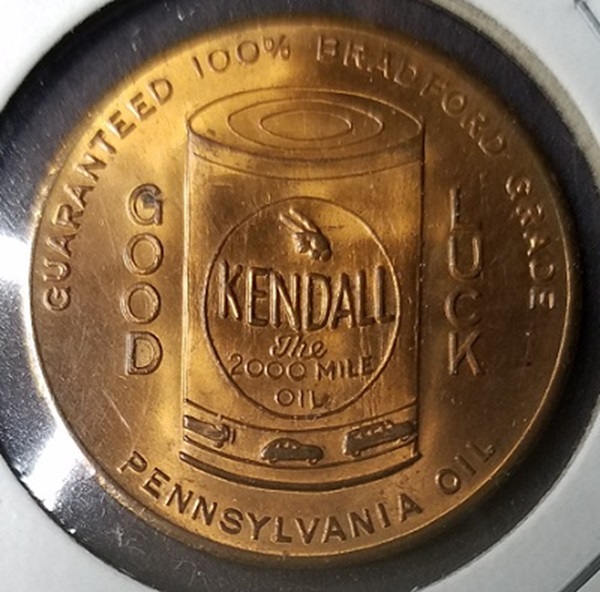 GUARANTEED 100% BRADFORD GRADE
GOOD
LUCK
KENDALL
The
2000 MILE
OIL
PENNSYLVANIA OIL